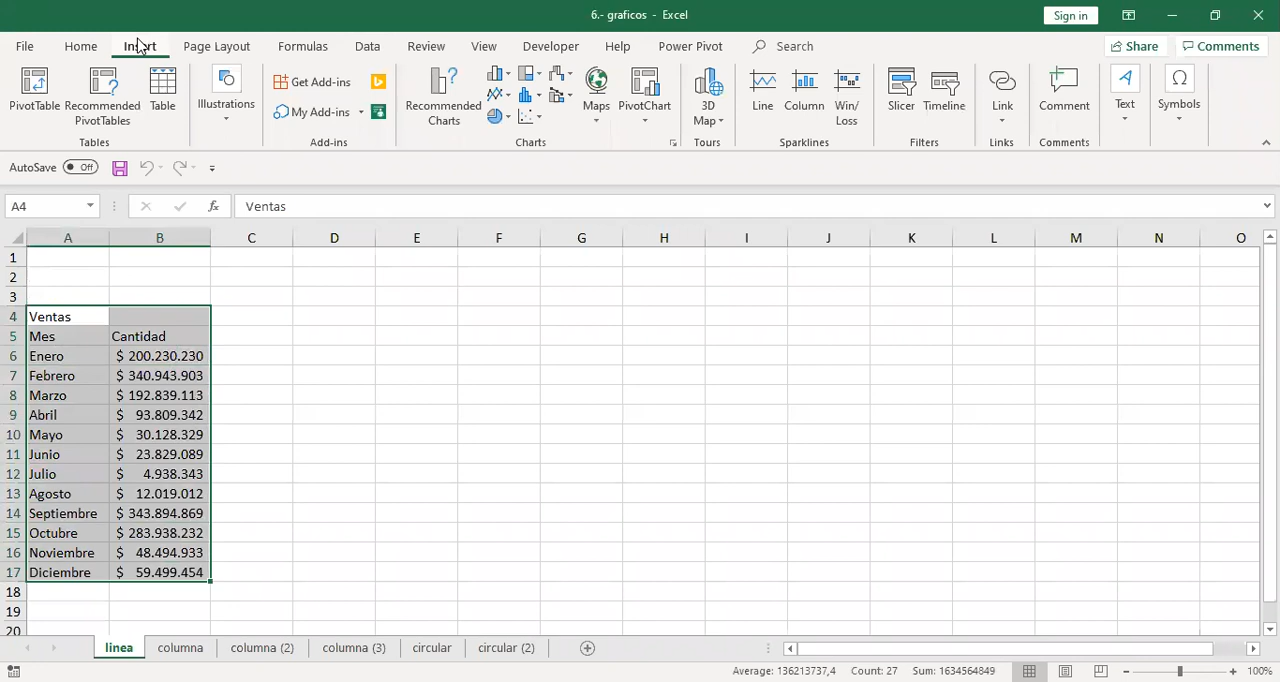 6.- graficos - Excel
Sign in
File Home Insert Page Layout Formulas Data Review View Developer Help Power Pivot Search Share Comments
PivotTable
Recommended PivotTables
Table
Tables
Illustrations
Get Add-ins
My Add-ins
Add-ins
Recommended Charts
Maps
PivotChart
Charts
3D Map
Tours
Line
Column
Win/ Loss
Sparklines
Slicer
Timeline
Filters
Link
Links
Comment
Comments
Text
Symbols
AutoSave Off
A4 fx Ventas
A B C D E F G H I J K L M N O
1
2
3
4 Ventas
5 Mes Cantidad
6 Enero $ 200.230.230
7 Febrero $ 340.943.903
8 Marzo $ 192.839.113
9 Abril $ 93.809.342
10 Mayo $ 30.128.329
11 Junio $ 23.829.089
12 Julio $ 4.938.343
13 Agosto $ 12.019.012
14 Septiembre $ 343.894.869
15 Octubre $ 283.938.232
16 Noviembre $ 48.494.933
17 Diciembre $ 59.499.454
18
19
20
linea columna columna (2) columna (3) circular circular (2)
Average: 136213737,4 Count: 27 Sum: 1634564849 100%